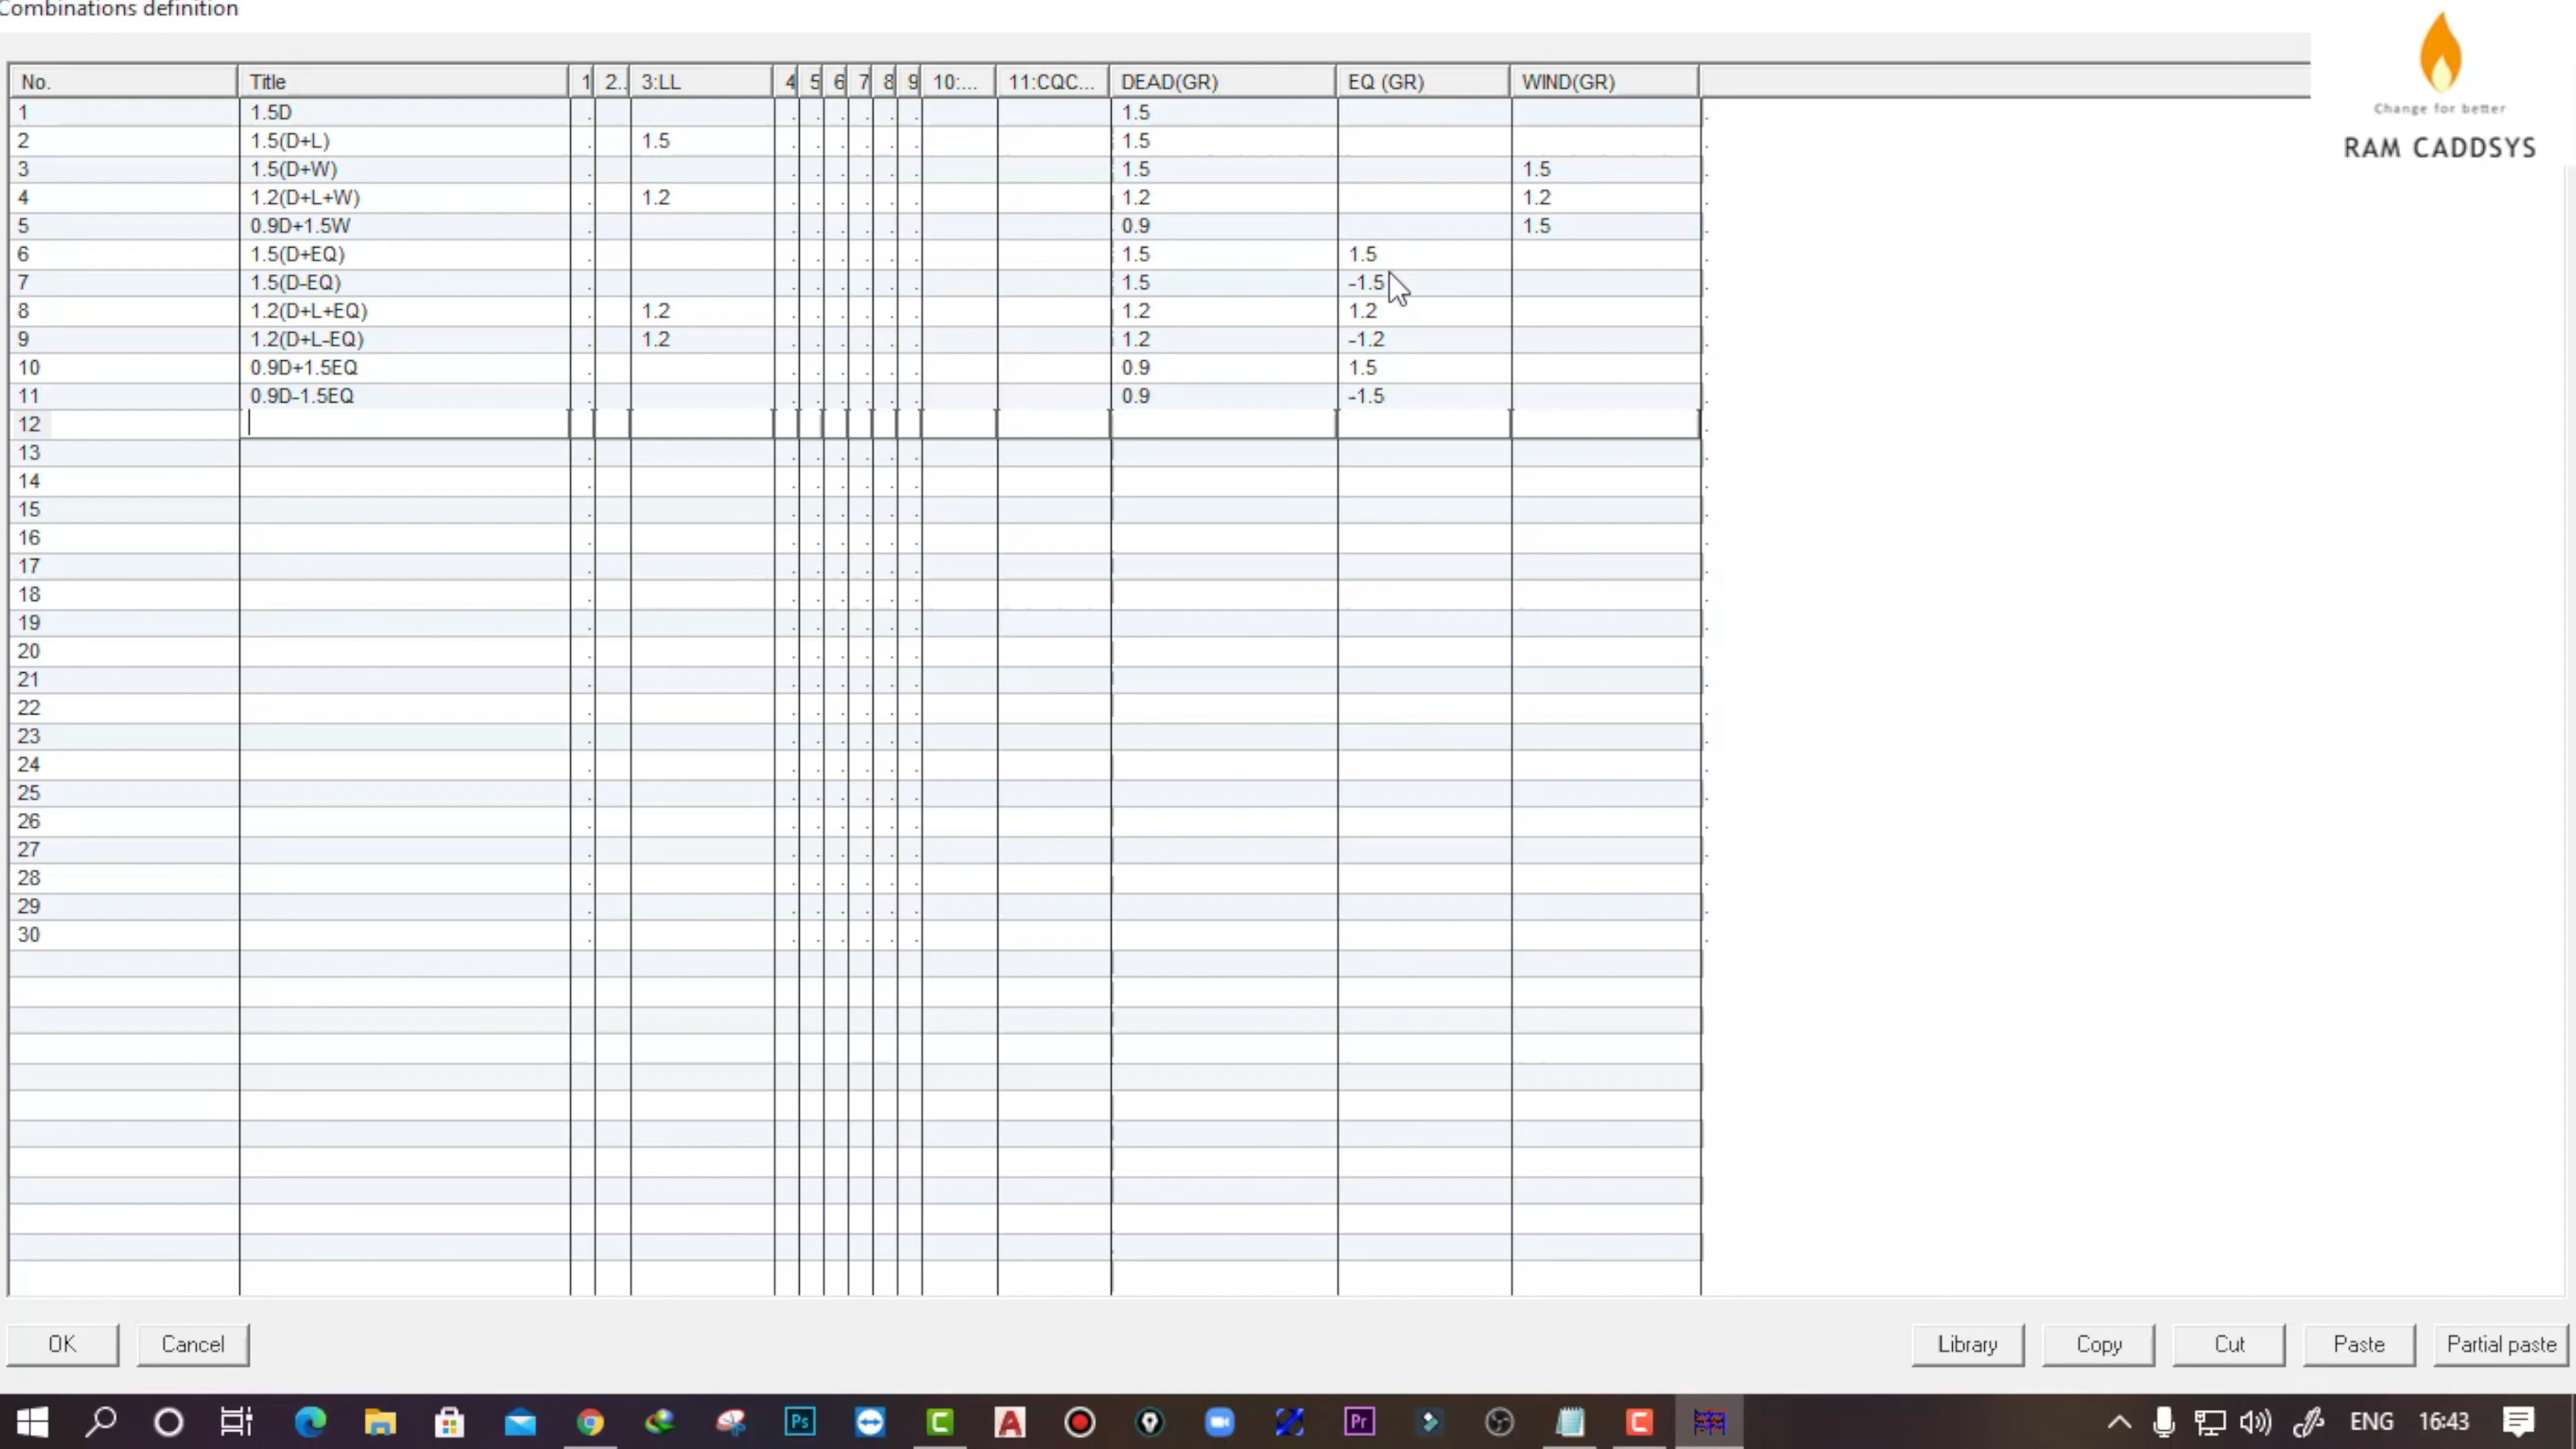 Combinations definition
Change for better
RAM CADDSYS
No. Title 1 2.. 3:LL 4 5 6 7 8 9 10:... 11:CQC... DEAD(GR) EQ (GR) WIND(GR)
1 1.5D 1.5
2 1.5(D+L) 1.5 1.5
3 1.5(D+W) 1.5 1.5
4 1.2(D+L+W) 1.2 1.2 1.2
5 0.9D+1.5W 0.9 1.5
6 1.5(D+EQ) 1.5 1.5
7 1.5(D-EQ) 1.5 -1.5
8 1.2(D+L+EQ) 1.2 1.2 1.2
9 1.2(D+L-EQ) 1.2 1.2 -1.2
10 0.9D+1.5EQ 0.9 1.5
11 0.9D-1.5EQ 0.9 -1.5
12
13
14
15
16
17
18
19
20
21
22
23
24
25
26
27
28
29
30
OK Cancel Library Copy Cut Paste Partial paste
Ps Pr ENG 16:43